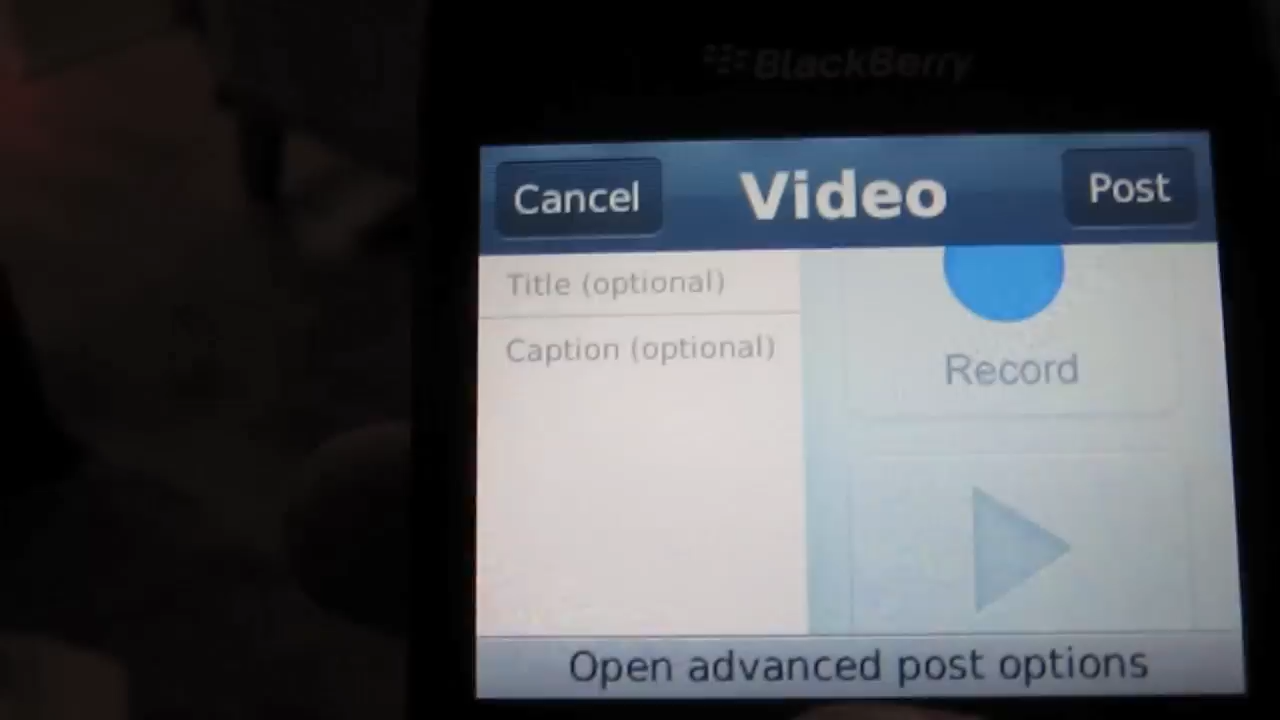 BlackBerry
Cancel
Video
Post
Title (optional)
Caption (optional)
Record
Open advanced post options